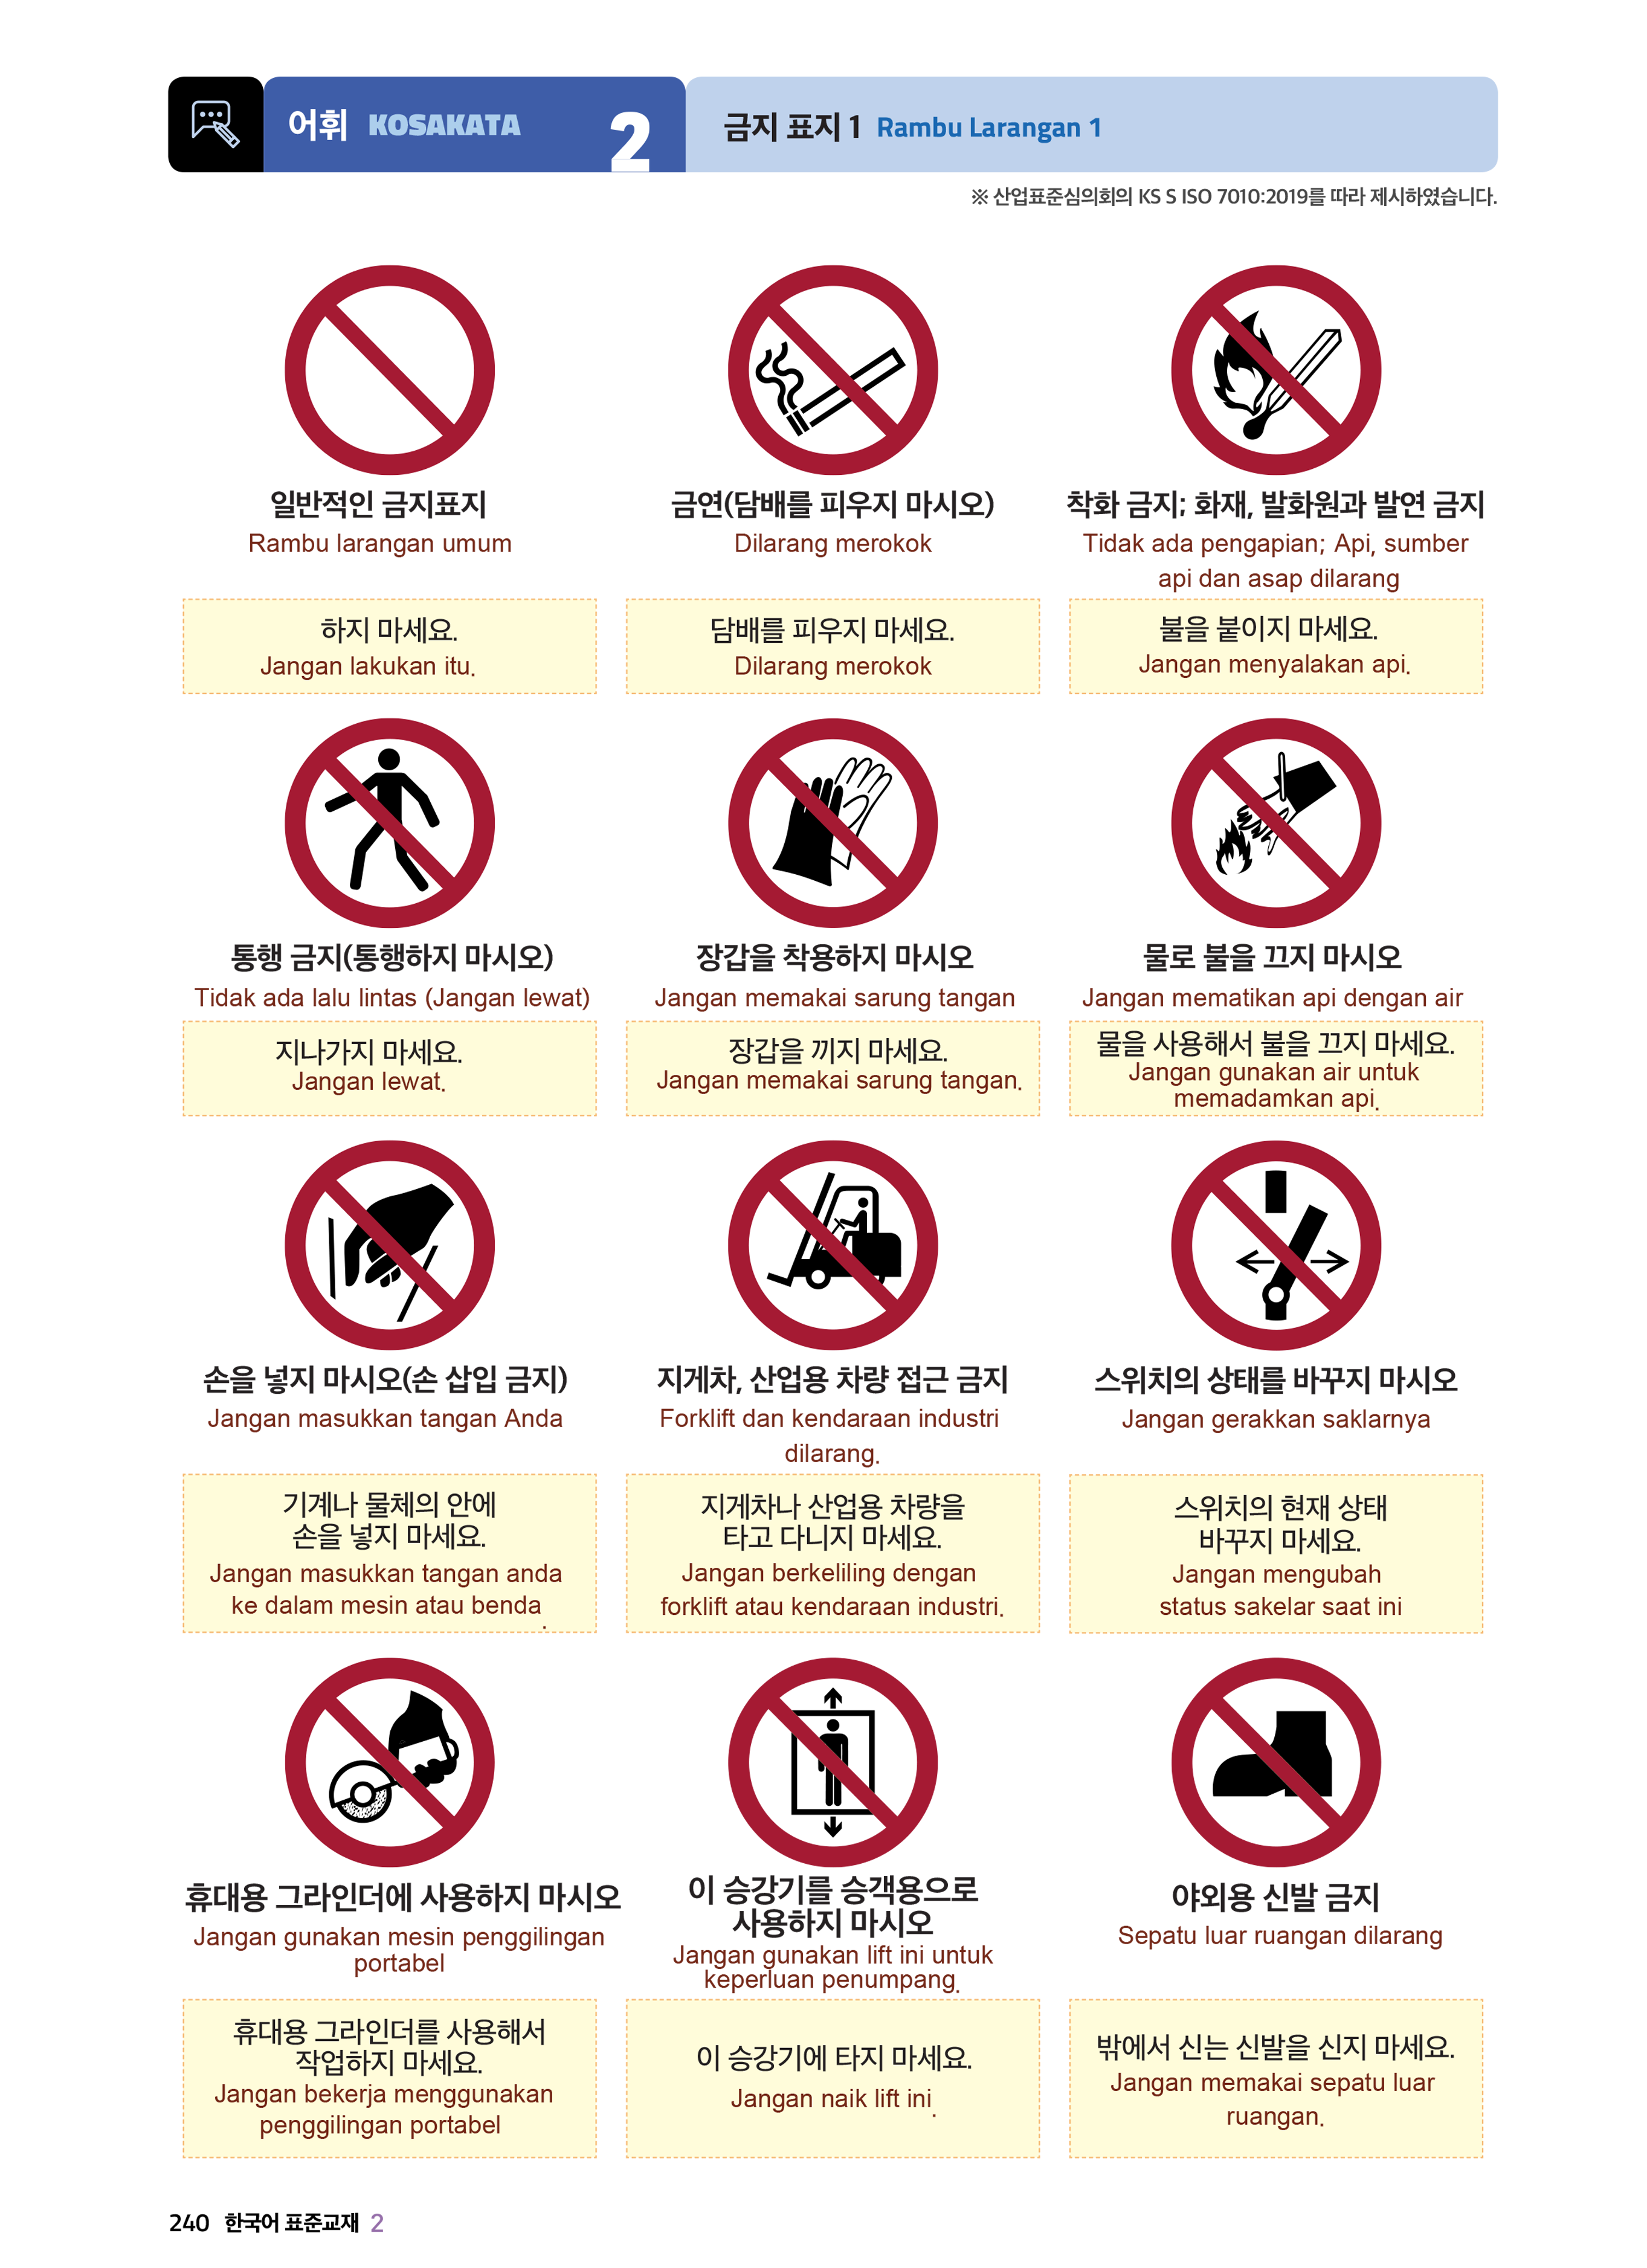 어휘 KOSAKATA 2 금지 표지 1 Rambu Larangan 1
※ 산업표준심의회의 KS S ISO 7010:2019를 따라 제시하였습니다.
일반적인 금지표지
Rambu larangan umum
하지 마세요.
Jangan lakukan itu.
금연(담배를 피우지 마시오)
Dilarang merokok
담배를 피우지 마세요.
Dilarang merokok
착화 금지; 화재, 발화원과 발연 금지
Tidak ada pengapian; Api, sumber
api dan asap dilarang
불을 붙이지 마세요.
Jangan menyalakan api.
통행 금지(통행하지 마시오)
Tidak ada lalu lintas (Jangan lewat)
지나가지 마세요.
Jangan lewat.
장갑을 착용하지 마시오
Jangan memakai sarung tangan
장갑을 끼지 마세요.
Jangan memakai sarung tangan.
물로 불을 끄지 마시오
Jangan mematikan api dengan air
물을 사용해서 불을 끄지 마세요.
Jangan gunakan air untuk
memadamkan api.
손을 넣지 마시오(손 삽입 금지)
Jangan masukkan tangan Anda
기계나 물체의 안에
손을 넣지 마세요.
Jangan masukkan tangan anda
ke dalam mesin atau benda.
지게차, 산업용 차량 접근 금지
Forklift dan kendaraan industri
dilarang.
지게차나 산업용 차량을
타고 다니지 마세요.
Jangan berkeliling dengan
forklift atau kendaraan industri.
스위치의 상태를 바꾸지 마시오
Jangan gerakkan saklarnya
스위치의 현재 상태
바꾸지 마세요.
Jangan mengubah
status sakelar saat ini
휴대용 그라인더에 사용하지 마시오
Jangan gunakan mesin penggilingan
portabel
휴대용 그라인더를 사용해서
작업하지 마세요.
Jangan bekerja menggunakan
penggilingan portabel
이 승강기를 승객용으로
사용하지 마시오
Jangan gunakan lift ini untuk
keperluan penumpang.
이 승강기에 타지 마세요.
Jangan naik lift ini.
야외용 신발 금지
Sepatu luar ruangan dilarang
밖에서 신는 신발을 신지 마세요.
Jangan memakai sepatu luar
ruangan.
240 한국어 표준교재 2